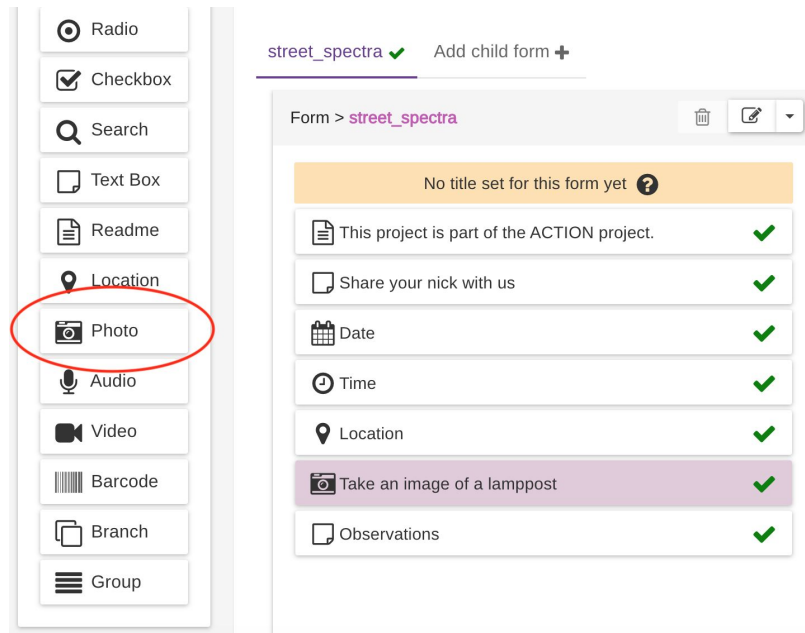 Radio
Checkbox
Search
Text Box
Readme
Location
Photo
Audio
Video
Barcode
Branch
Group
street_spectra
Add child form
Form > street_spectra
No title set for this form yet
This project is part of the ACTION project.
Share your nick with us
Date
Time
Location
Take an image of a lamppost
Observations